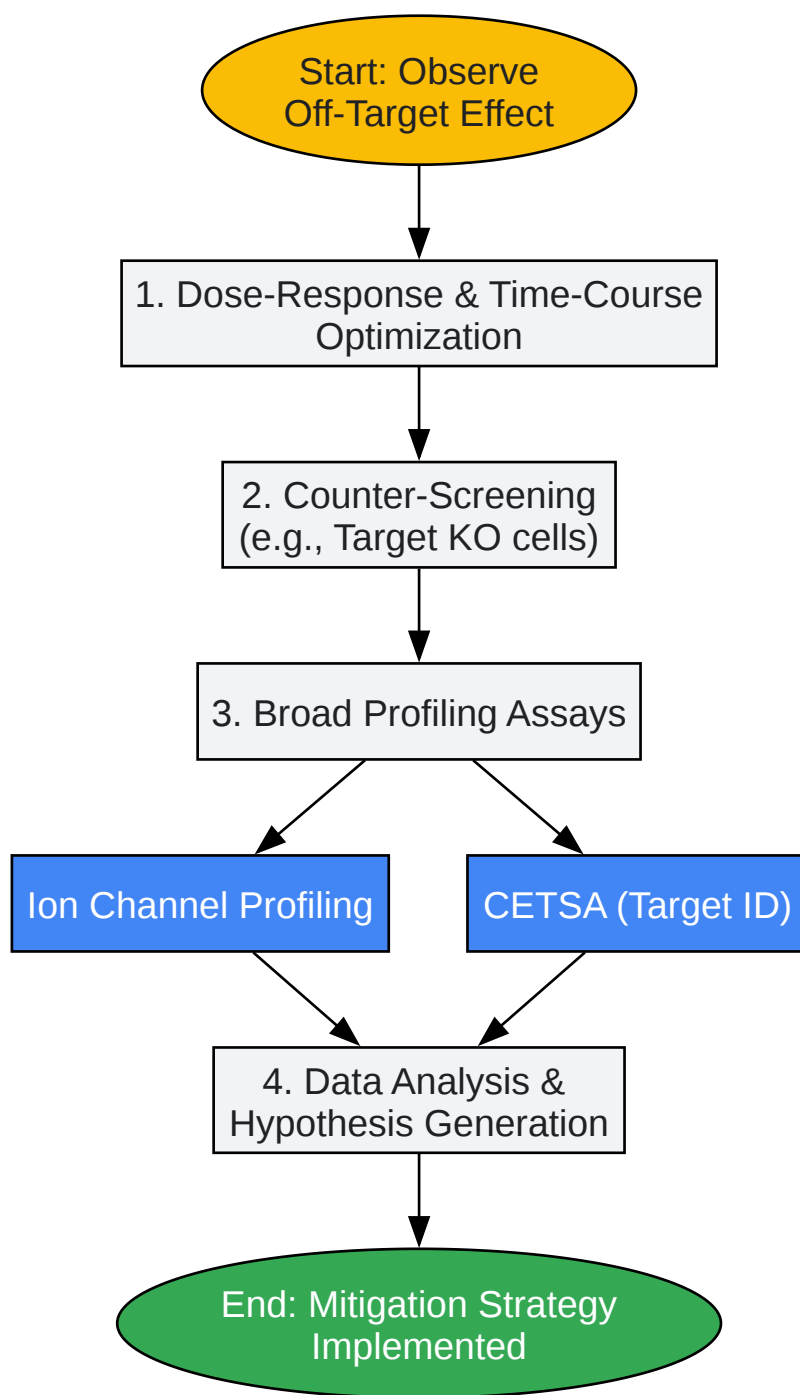 Start: Observe
Off-Target Effect
1. Dose-Response & Time-Course
Optimization
2. Counter-Screening
(e.g., Target KO cells)
3. Broad Profiling Assays
Ion Channel Profiling
CETSA (Target ID)
4. Data Analysis &
Hypothesis Generation
End: Mitigation Strategy
Implemented